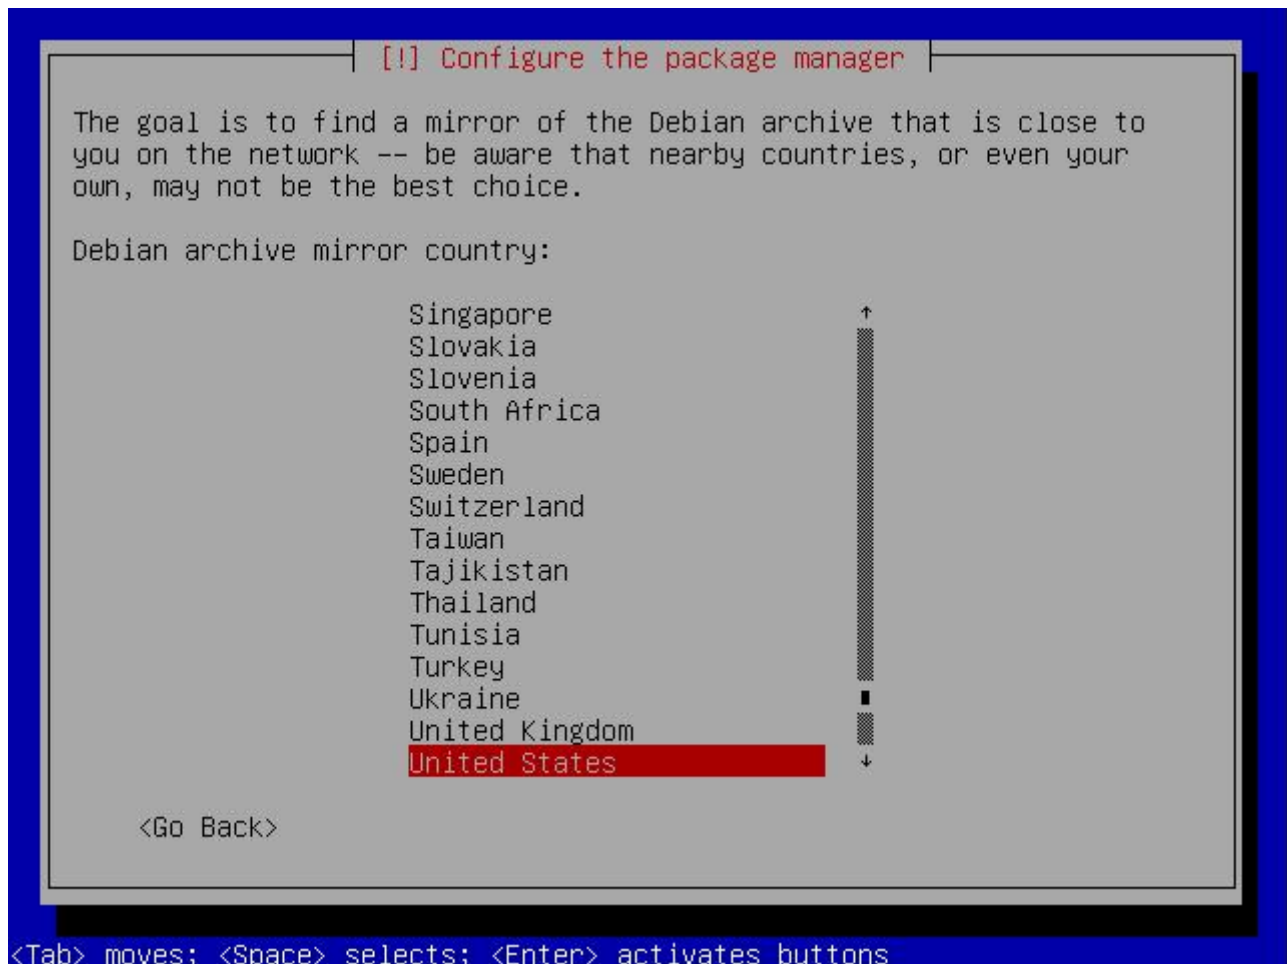 [!] Configure the package manager
The goal is to find a mirror of the Debian archive that is close to
you on the network -- be aware that nearby countries, or even your
own, may not be the best choice.
Debian archive mirror country:
Singapore
Slovakia
Slovenia
South Africa
Spain
Sweden
Switzerland
Taiwan
Tajikistan
Thailand
Tunisia
Turkey
Ukraine
United Kingdom
United States
<Go Back>
<Tab> moves; <Space> selects; <Enter> activates buttons